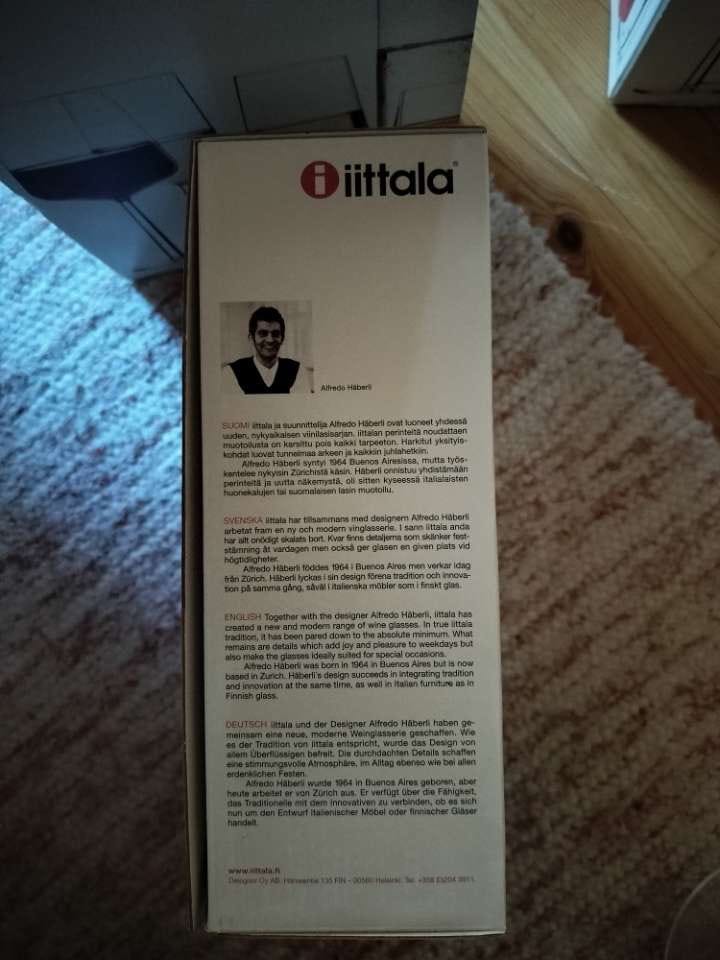 i iittala®
Alfredo Häberli
SUOMI iittala ja suunnittelija Alfredo Häberli ovat luoneet yhdessä
uuden, nykyaikaisen viinilasisarjan. iittalan perinteitä noudattaen
muotoilusta on karsittu pois kaikki tarpeeton. Harkitut yksityis-
kohdat luovat tunnelmaa arkeen ja kaikkiin juhlahetkiin.
Alfredo Häberli syntyi 1964 Buenos Airesissa, mutta työs-
kentelee nykyisin Zürichistä käsin. Häberli onnistuu yhdistämään
perinteitä ja uutta näkemystä, oli sitten kyseessä italialaisten
huonekalujen tai suomalaisen lasin muotoilu.
SVENSKA iittala har tillsammans med designern Alfredo Häberli
arbetat fram en ny och modern vinglasserie. I sann iittala anda
har allt onödigt skalats bort. Kvar finns detaljerna som skänker fest-
stämning åt vardagen men också ger glasen en given plats vid
högtidligheter.
Alfredo Häberli föddes 1964 i Buenos Aires men verkar idag
från Zürich. Häberli lyckas i sin design förena tradition och innova-
tion på samma gång, såväl i italienska möbler som i finskt glas.
ENGLISH Together with the designer Alfredo Häberli, iittala has
created a new and modern range of wine glasses. In true iittala
tradition, it has been pared down to the absolute minimum. What
remains are details which add joy and pleasure to weekdays but
also make the glasses ideally suited for special occasions.
Alfredo Häberli was born in 1964 in Buenos Aires but is now
based in Zurich. Häberli's design succeeds in integrating tradition
and innovation at the same time, as well in Italian furniture as in
Finnish glass.
DEUTSCH iittala und der Designer Alfredo Häberli haben ge-
meinsam eine neue, moderne Weinglasserie geschaffen. Wie
es der Tradition von iittala entspricht, wurde das Design von
allem Überflüssigen befreit. Die durchdachten Details schaffen
eine stimmungsvolle Atmosphäre, im Alltag ebenso wie bei allen
erdenklichen Festen.
Alfredo Häberli wurde 1964 in Buenos Aires geboren, aber
heute arbeitet er von Zürich aus. Er verfügt über die Fähigkeit,
das Traditionelle mit dem Innovativen zu verbinden, ob es sich
nun um den Entwurf italienischer Möbel oder finnischer Gläser
handelt.
www.iittala.fi
Designor Oy AB, Hämeentie 135 FIN - 00560 Helsinki. Tel. +358 (0)204 3911.